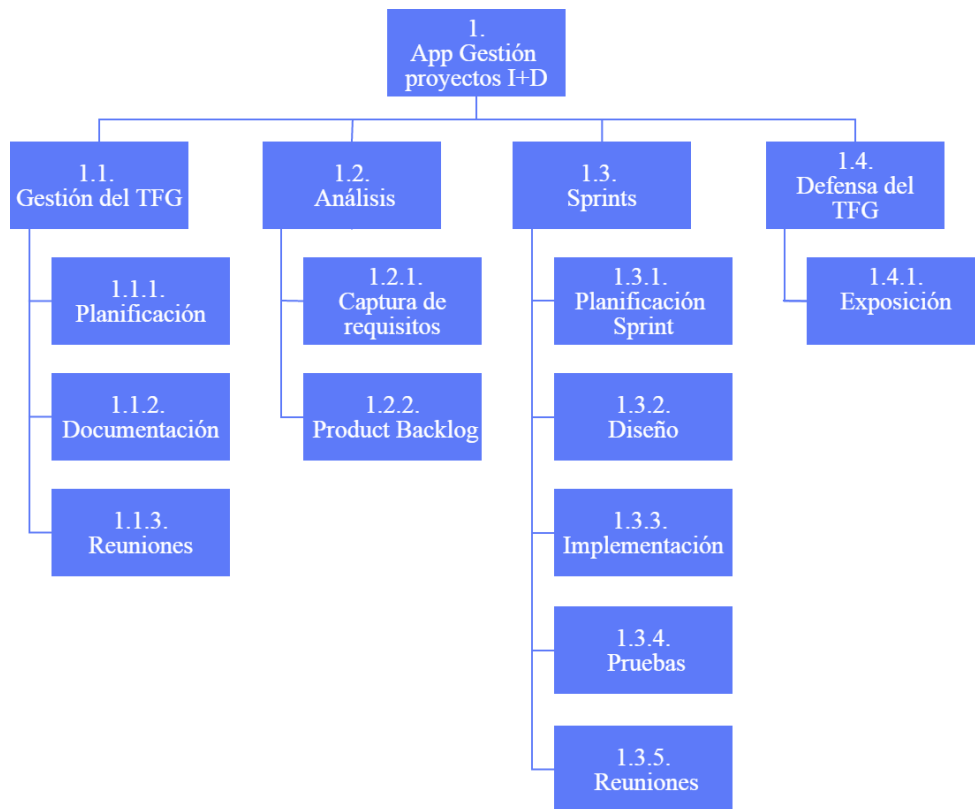 1.
App Gestión
proyectos I+D
1.1.
Gestión del TFG
1.2.
Análisis
1.3.
Sprints
1.4.
Defensa del
TFG
1.1.1.
Planificación
1.2.1.
Captura de
requisitos
1.3.1.
Planificación
Sprint
1.4.1.
Exposición
1.1.2.
Documentación
1.2.2.
Product Backlog
1.3.2.
Diseño
1.1.3.
Reuniones
1.3.3.
Implementación
1.3.4.
Pruebas
1.3.5.
Reuniones